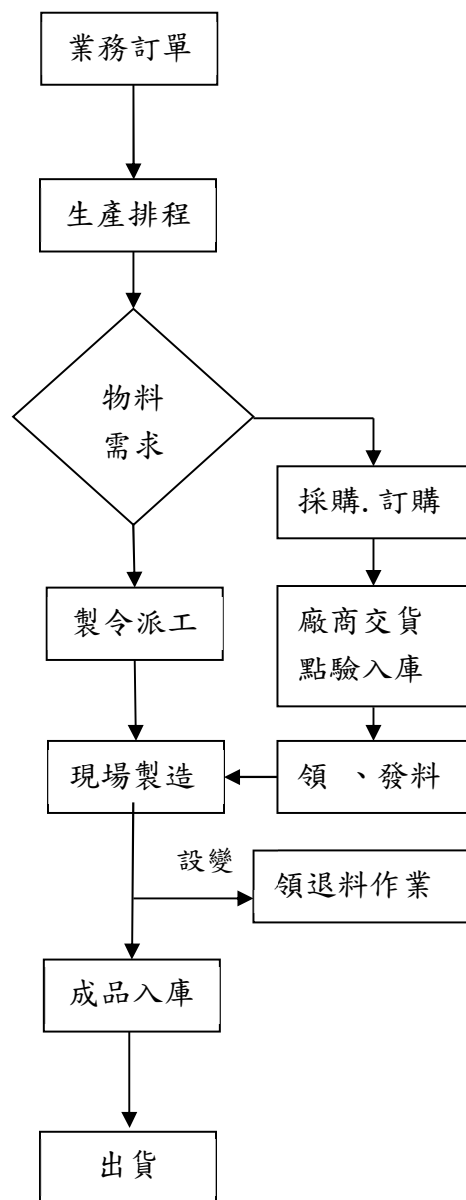 業務訂單
生產排程
物料
需求
採購.訂購
製令派工
廠商交貨
點驗入庫
現場製造
領 、發料
設變
領退料作業
成品入庫
出貨